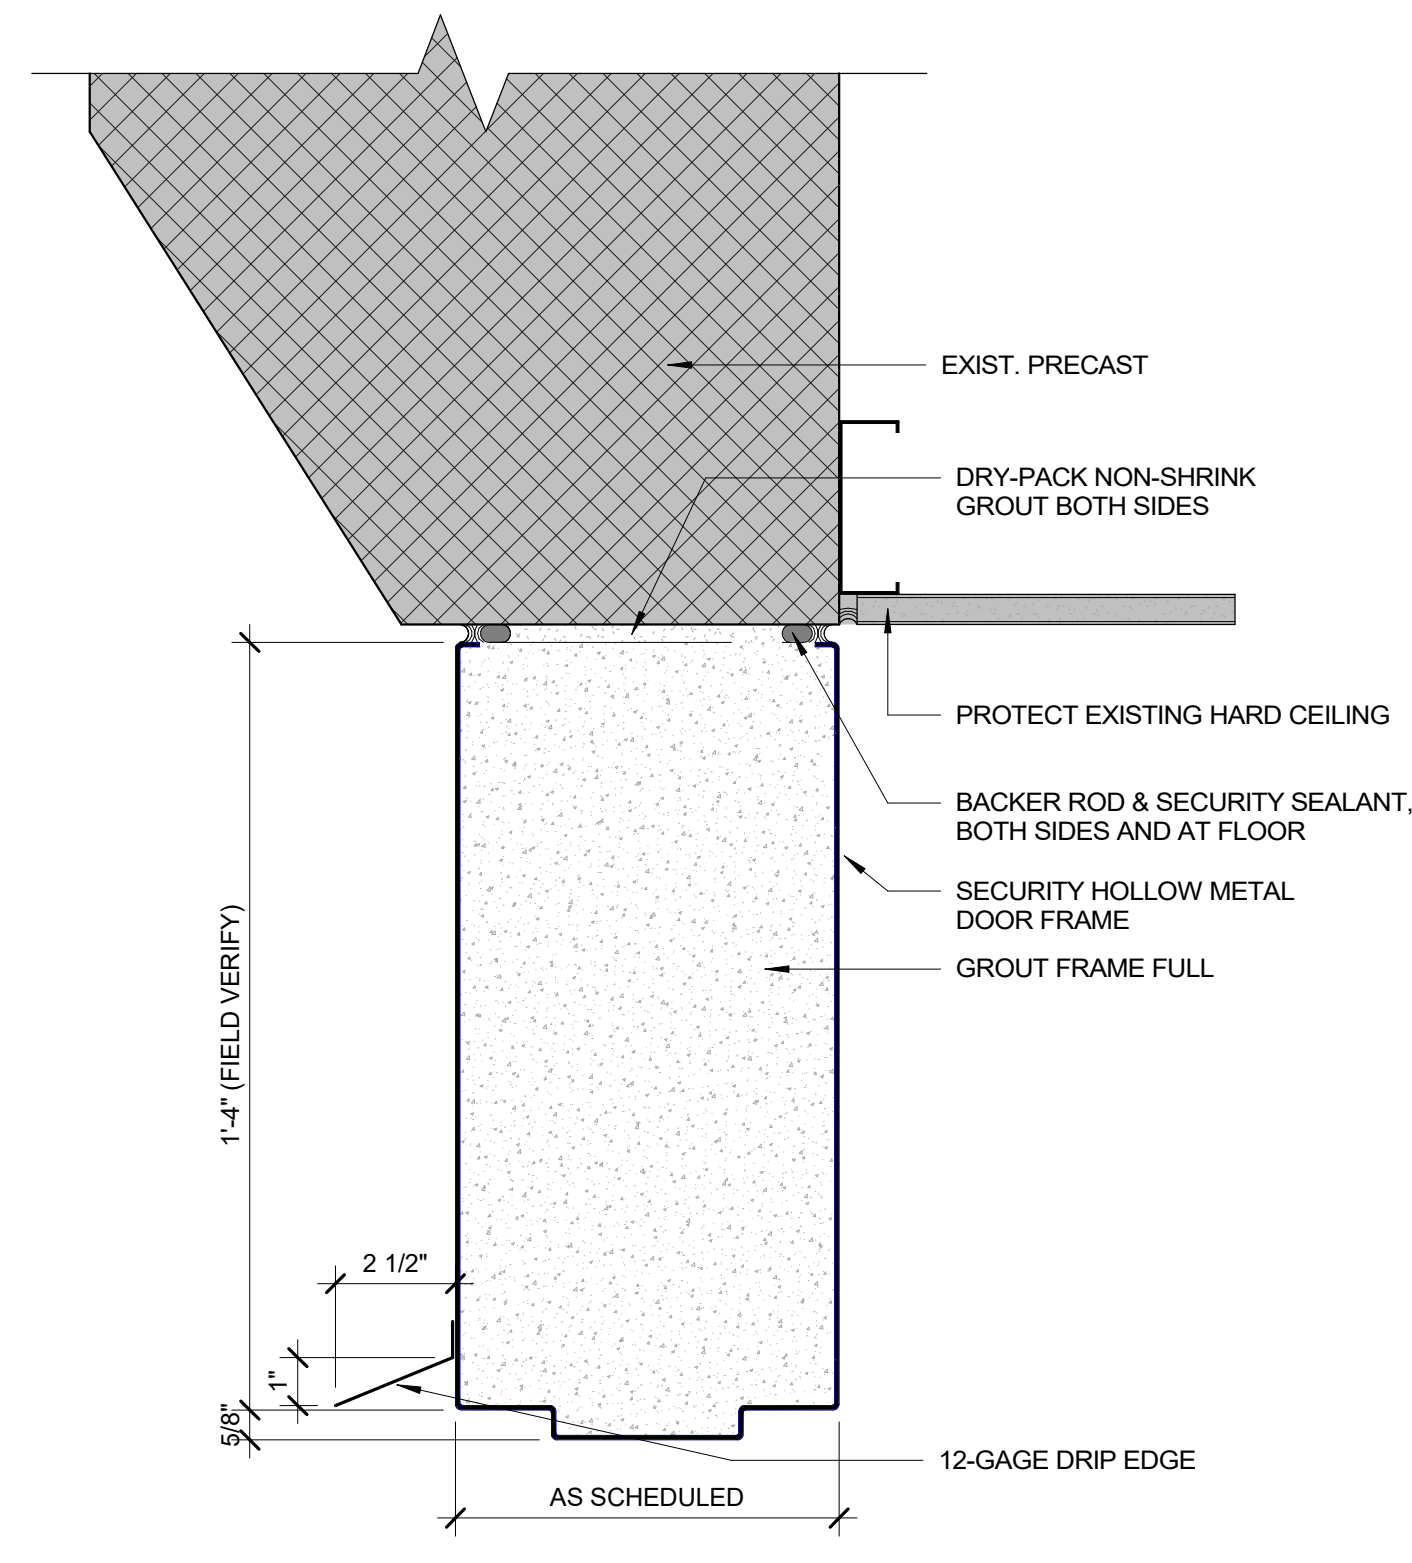 EXIST. PRECAST
DRY-PACK NON-SHRINK
GROUT BOTH SIDES
PROTECT EXISTING HARD CEILING
BACKER ROD & SECURITY SEALANT,
BOTH SIDES AND AT FLOOR
SECURITY HOLLOW METAL
DOOR FRAME
GROUT FRAME FULL
1'-4" (FIELD VERIFY)
2 1/2"
1"
5/8"
12-GAGE DRIP EDGE
AS SCHEDULED